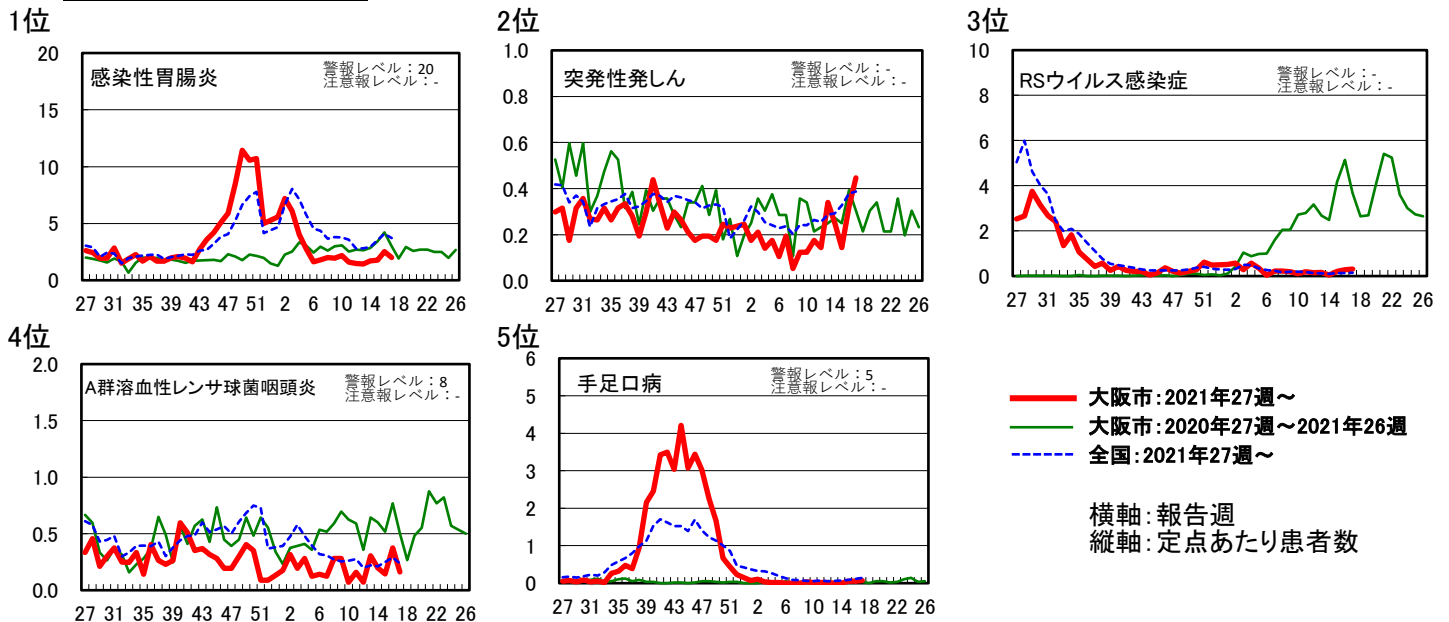 1位
感染性胃腸炎
警報レベル：20
注意報レベル：-
20
15
10
5
0
27 31 35 39 43 47 51 2 6 10 14 18 22 26
2位
突発性発しん
警報レベル：-
注意報レベル：-
1.0
0.8
0.6
0.4
0.2
0.0
27 31 35 39 43 47 51 2 6 10 14 18 22 26
3位
RSウイルス感染症
警報レベル：-
注意報レベル：-
10
8
6
4
2
0
27 31 35 39 43 47 51 2 6 10 14 18 22 26
4位
A群溶血性レンサ球菌咽頭炎
警報レベル：8
注意報レベル：-
2.0
1.5
1.0
0.5
0.0
27 31 35 39 43 47 51 2 6 10 14 18 22 26
5位
手足口病
警報レベル：5
注意報レベル：-
6
5
4
3
2
1
0
27 31 35 39 43 47 51 2 6 10 14 18 22 26
大阪市：2021年27週～
大阪市：2020年27週～2021年26週
全国：2021年27週～
横軸：報告週
縦軸：定点あたり患者数